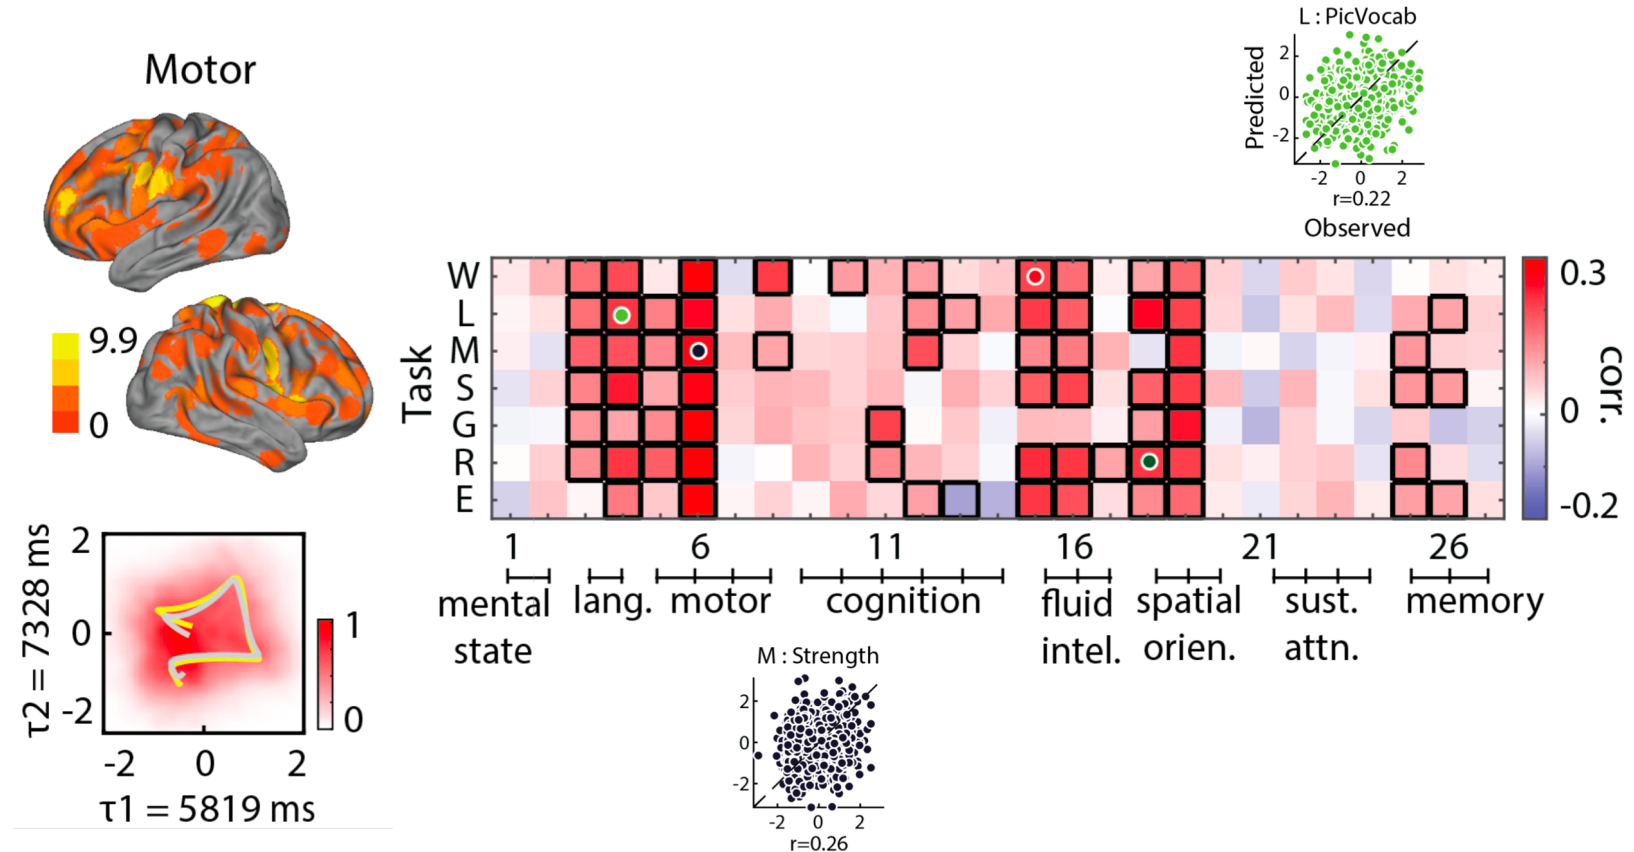 L : PicVocab
Motor
Predicted
2
0
-2
-2 0 2
r=0.22
Observed
9.9
0
Task
W
L
M
S
G
R
E
0.3
0
-0.2
corr.
1 6 11 16 21 26
mental state
lang.
motor
cognition
fluid intel.
spatial orien.
sust. attn.
memory
τ2 = 7328 ms
2
0
-2
-2 0 2
τ1 = 5819 ms
1
0
M : Strength
2
0
-2
-2 0 2
r=0.26